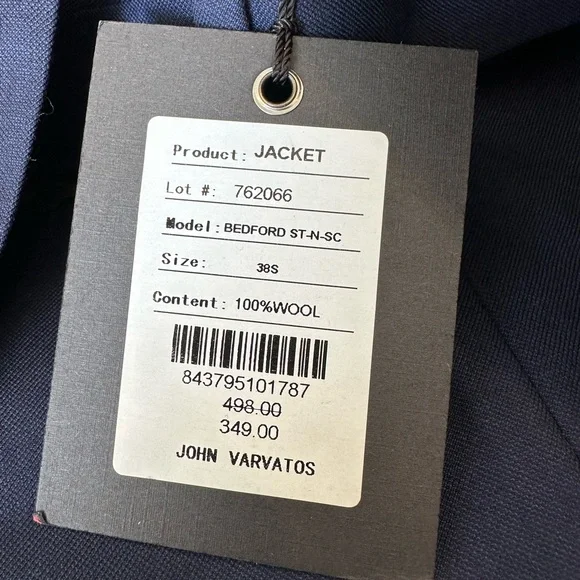 Product: JACKET
Lot #: 762066
Model: BEDFORD ST-N-SC
Size: 38S
Content: 100%WOOL
843795101787
498.00
349.00
JOHN VARVATOS